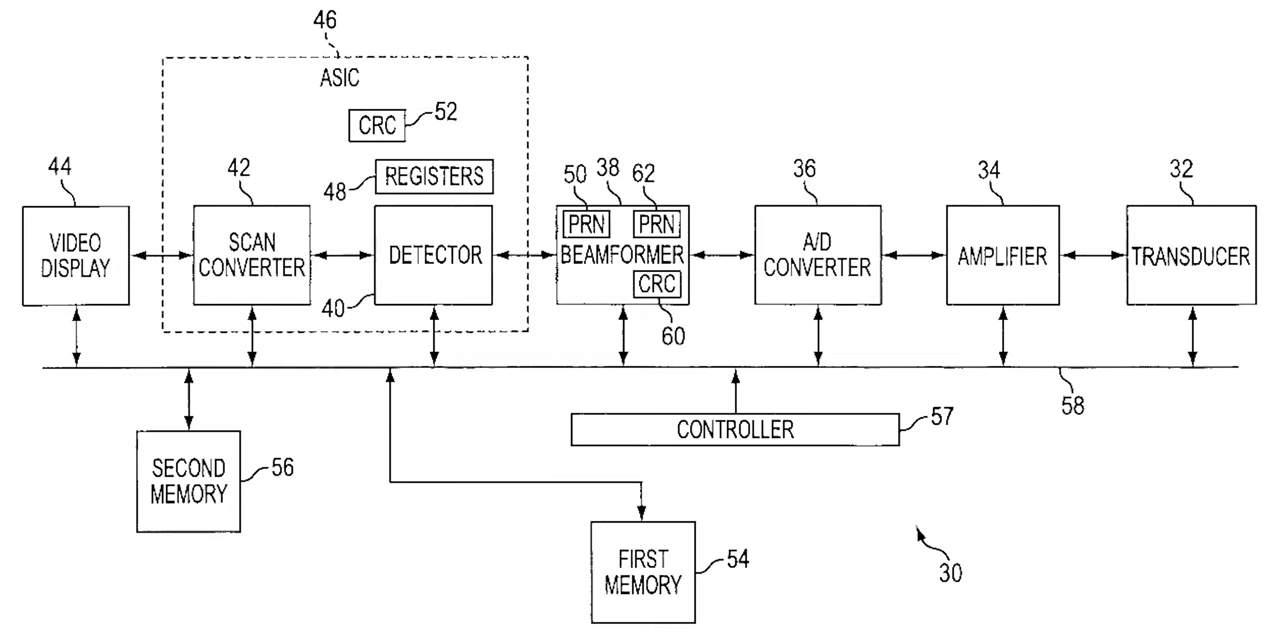 46
ASIC
CRC
52
44
42
48
REGISTERS
50
38
62
36
34
32
VIDEO
DISPLAY
SCAN
CONVERTER
DETECTOR
40
PRN
PRN
BEAMFORMER
CRC
60
A/D
CONVERTER
AMPLIFIER
TRANSDUCER
58
CONTROLLER
57
SECOND
MEMORY
56
FIRST
MEMORY
54
30